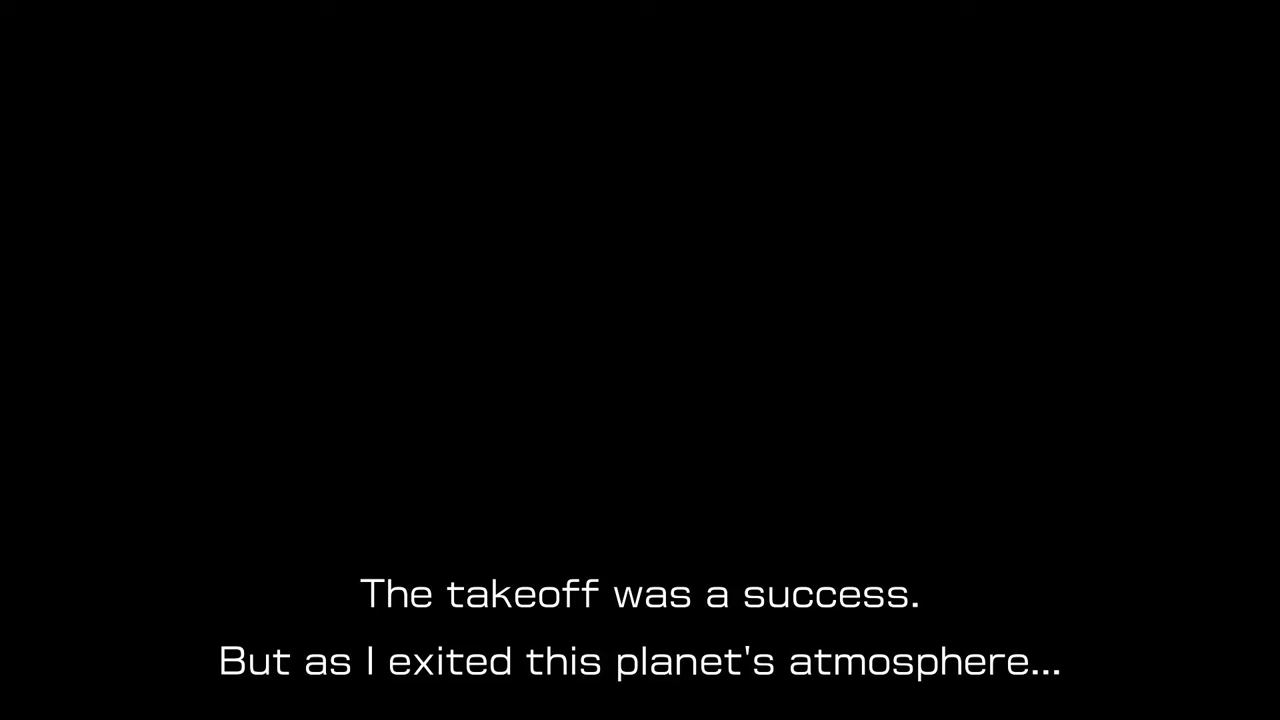 The takeoff was a success.
But as I exited this planet's atmosphere...